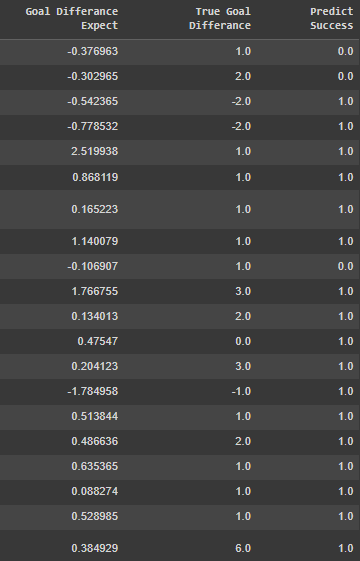 Goal Differance True Goal Predict
Expect Differance Success
-0.376963 1.0 0.0
-0.302965 2.0 0.0
-0.542365 -2.0 1.0
-0.778532 -2.0 1.0
2.519938 1.0 1.0
0.868119 1.0 1.0
0.165223 1.0 1.0
1.140079 1.0 1.0
-0.106907 1.0 0.0
1.766755 3.0 1.0
0.134013 2.0 1.0
0.47547 0.0 1.0
0.204123 3.0 1.0
-1.784958 -1.0 1.0
0.513844 1.0 1.0
0.486636 2.0 1.0
0.635365 1.0 1.0
0.088274 1.0 1.0
0.528985 1.0 1.0
0.384929 6.0 1.0